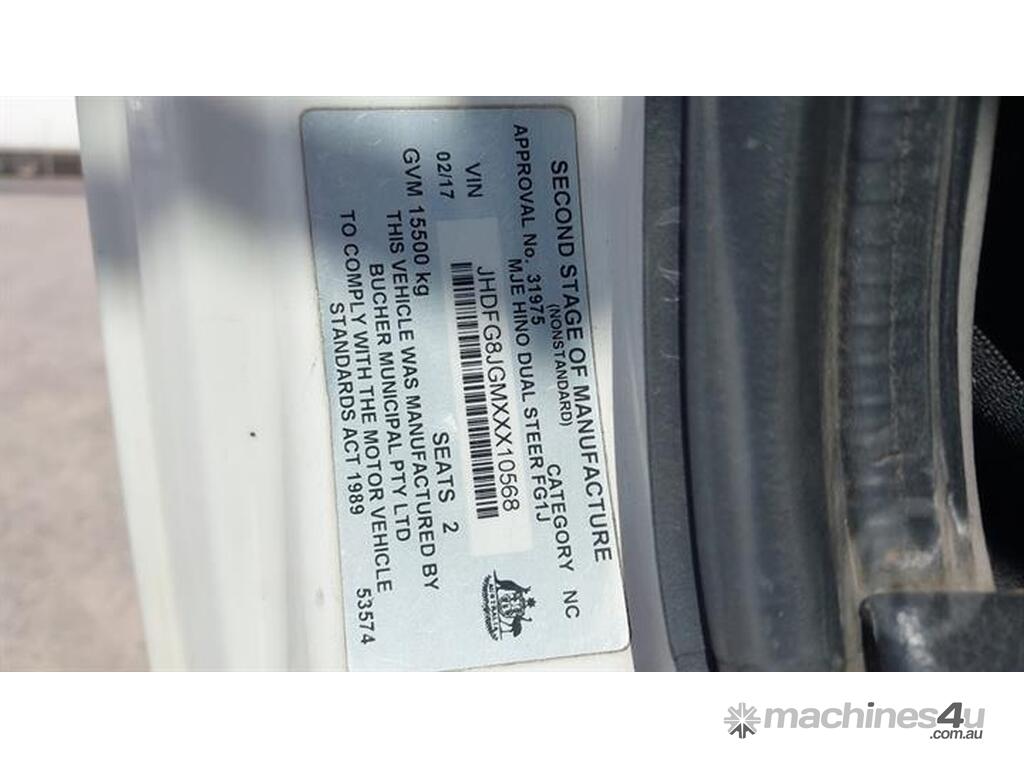 SECOND STAGE OF MANUFACTURE
(NONSTANDARD)
APPROVAL No. 31975 CATEGORY NC
MJE HINO DUAL STEER FG1J
VIN JHDFG8JGMXXX10568
02/17 SEATS 2
GVM 15500 kg
THIS VEHICLE WAS MANUFACTURED BY
BUCHER MUNICIPAL PTY LTD
TO COMPLY WITH THE MOTOR VEHICLE
STANDARDS ACT 1989
53574
AUSTRALIA
machines4u
.com.au